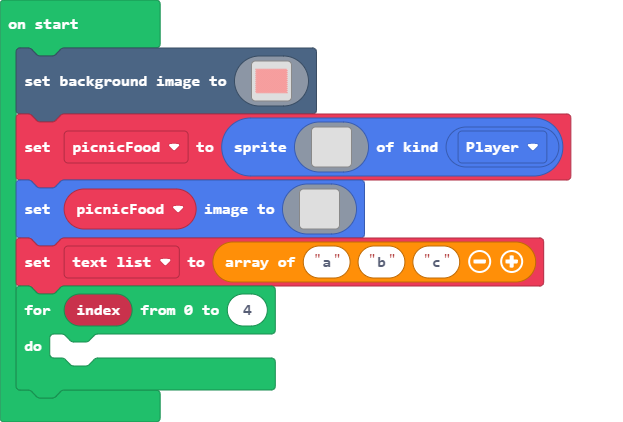 on start
set background image to
set picnicFood to sprite of kind Player
set picnicFood image to
set text list to array of "a" "b" "c"
for index from 0 to 4
do